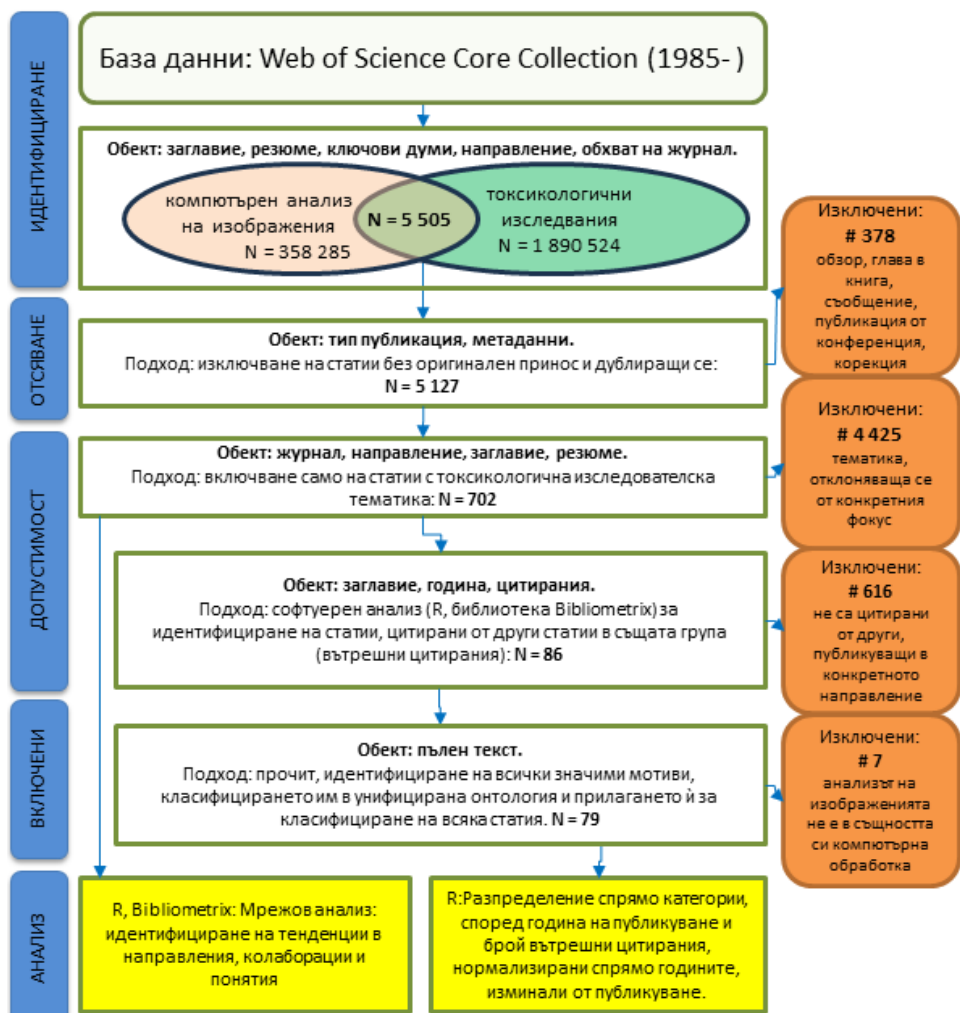 ИДЕНТИФИЦИРАНЕ
База данни: Web of Science Core Collection (1985- )
Обект: заглавие, резюме, ключови думи, направление, обхват на журнал.
компютърен анализ
на изображения
N = 358 285
N = 5 505
токсикологични
изследвания
N = 1 890 524
Изключени:
# 378
обзор, глава в
книга,
съобщение,
публикация от
конференция,
корекция
ОТСЯВАНЕ
Обект: тип публикация, метаданни.
Подход: изключване на статии без оригинален принос и дублиращи се:
N = 5 127
Изключени:
# 4 425
тематика,
отклоняваща се
от конкретния
фокус
ДОПУСТИМОСТ
Обект: журнал, направление, заглавие, резюме.
Подход: включване само на статии с токсикологична изследователска
тематика: N = 702
Обект: заглавие, година, цитирания.
Подход: софтуерен анализ (R, библиотека Bibliometrix) за
идентифициране на статии, цитирани от други статии в същата група
(вътрешни цитирания): N = 86
Изключени:
# 616
не са цитирани
от други,
публикуващи в
конкретното
направление
ВКЛЮЧЕНИ
Обект: пълен текст.
Подход: прочит, идентифициране на всички значими мотиви,
класифицирането им в унифицирана онтология и прилагането ѝ за
класифициране на всяка статия. N = 79
Изключени:
# 7
анализът на
изображенията
не е в същността
си компютърна
обработка
АНАЛИЗ
R, Bibliometrix: Мрежов анализ:
идентифициране на тенденции в
направления, колаборации и
понятия
R:Разпределение спрямо категории,
според година на публикуване и
брой вътрешни цитирания,
нормализирани спрямо годините,
изминали от публикуване.